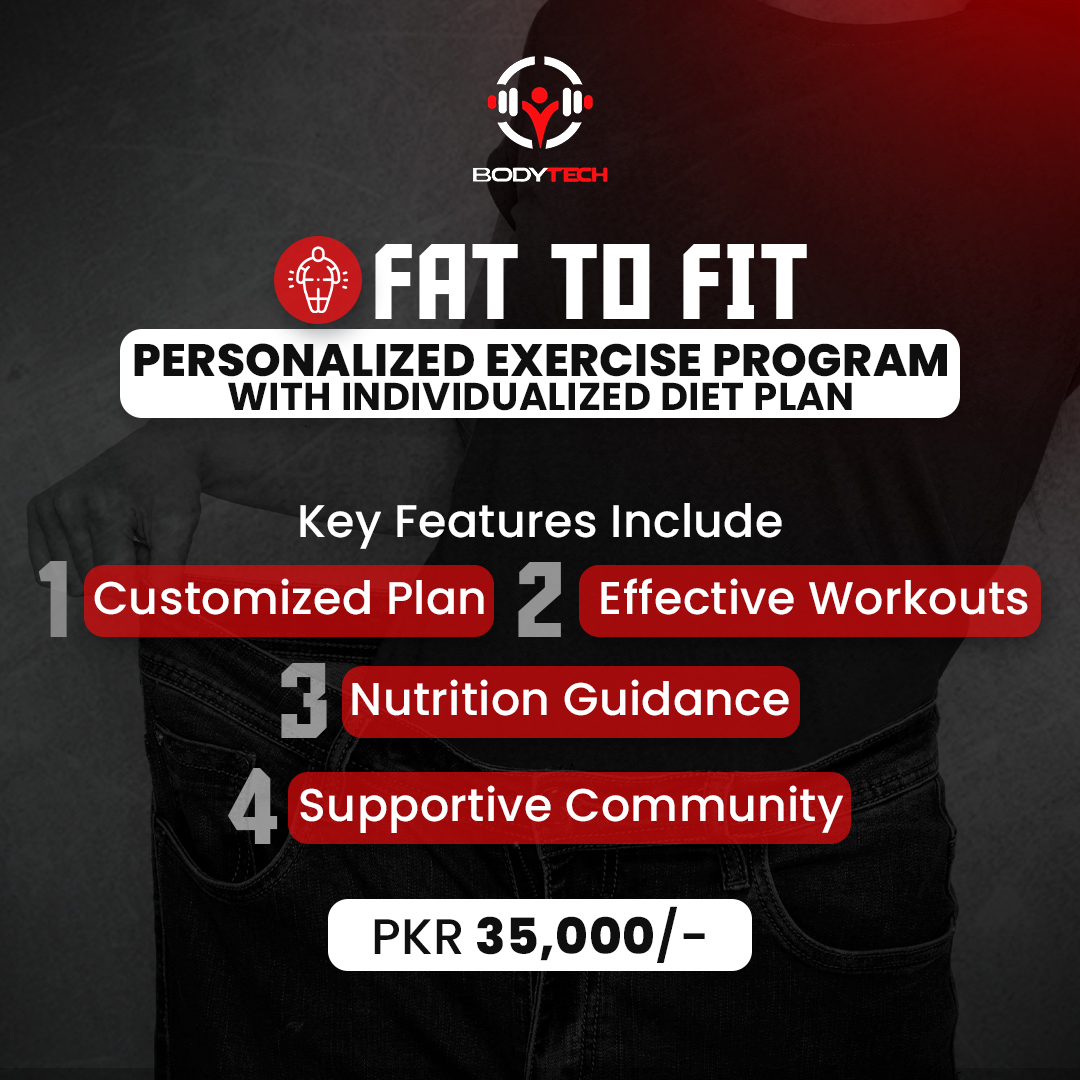 BODYTECH
FAT TO FIT
PERSONALIZED EXERCISE PROGRAM
WITH INDIVIDUALIZED DIET PLAN
Key Features Include
1 Customized Plan 2 Effective Workouts
3 Nutrition Guidance
4 Supportive Community
PKR 35,000/-